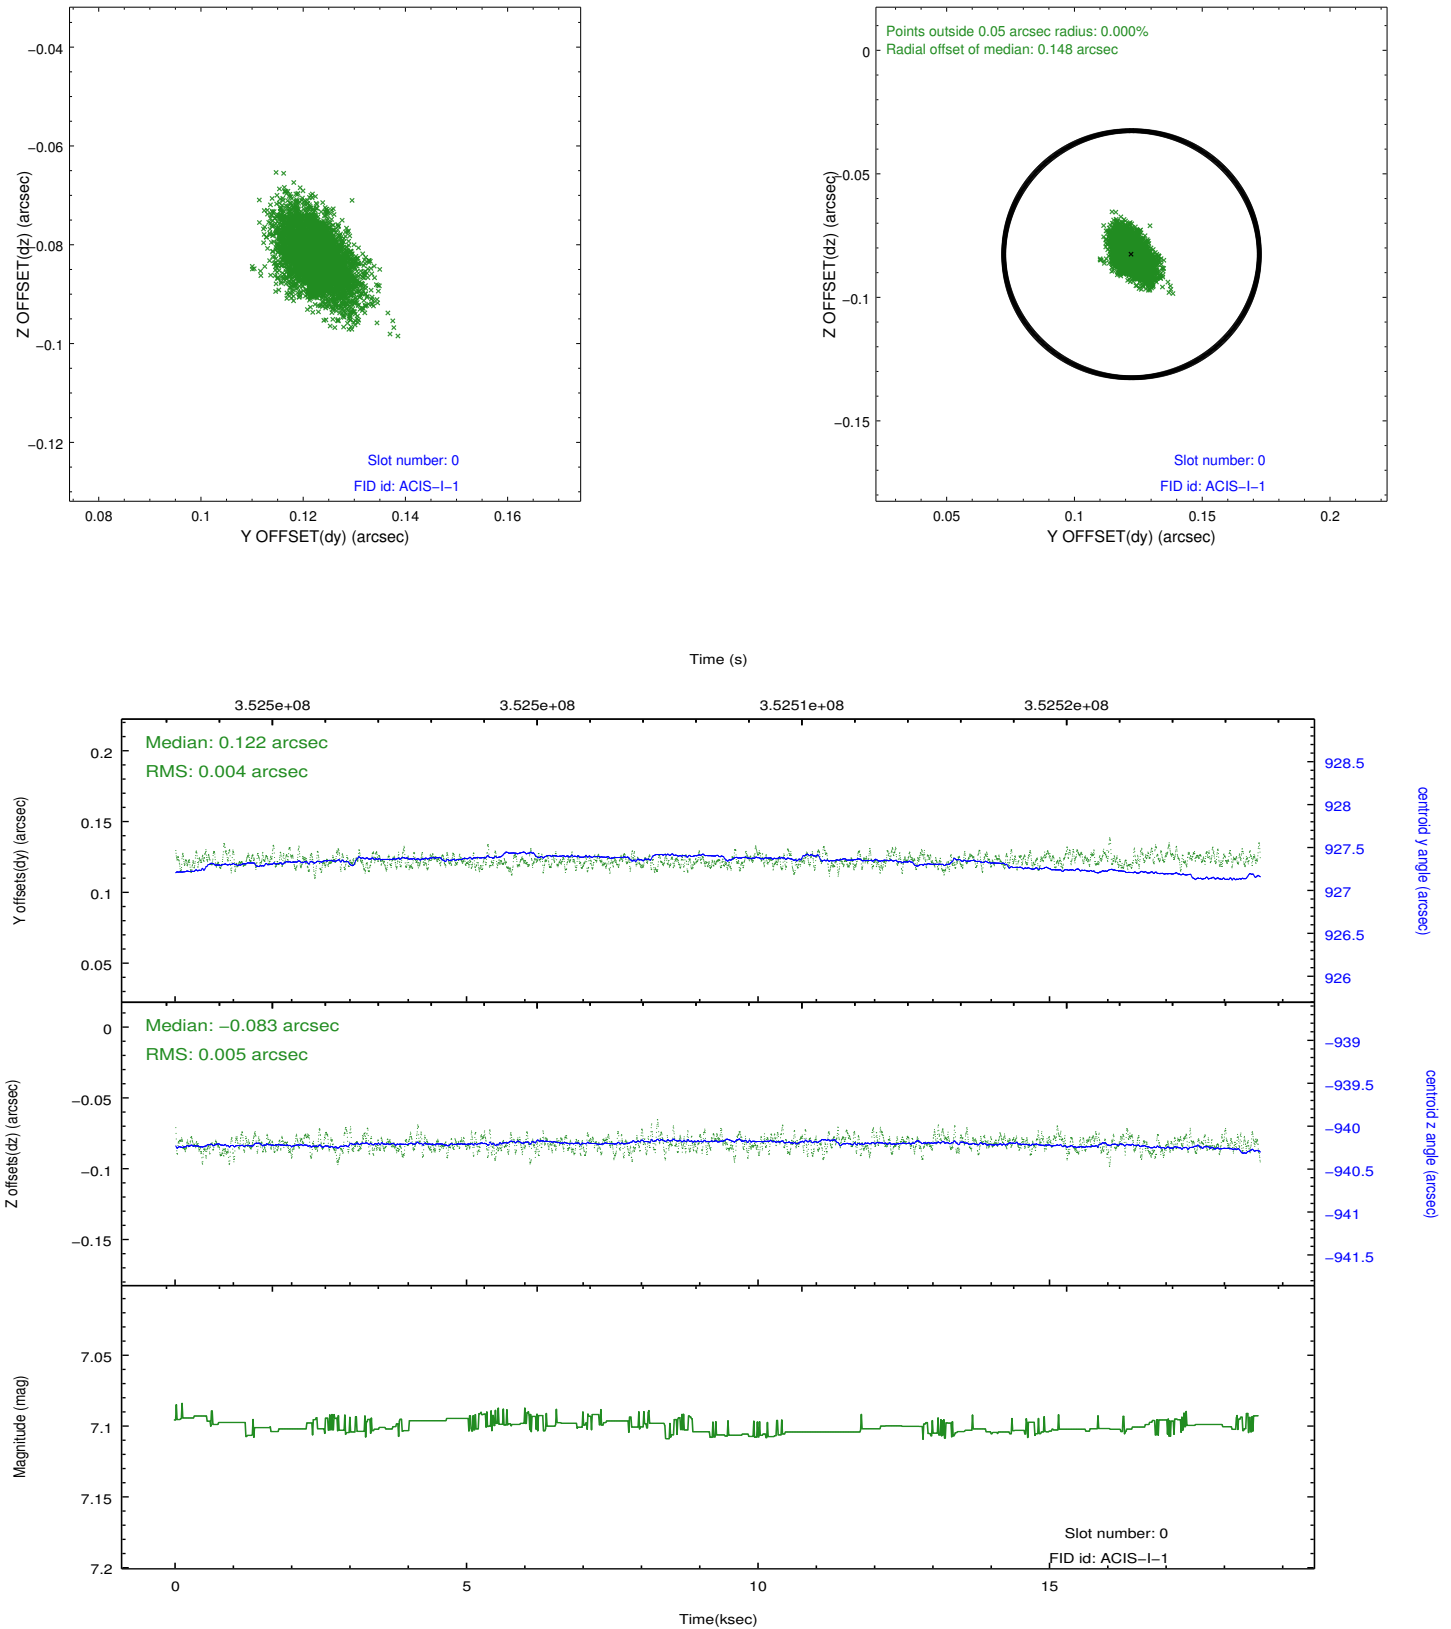 −0.04
−0.06
−0.08
−0.1
−0.12
Z OFFSET(dz) (arcsec)
Slot number: 0
FID id: ACIS−I−1
0.08 0.1 0.12 0.14 0.16
Y OFFSET(dy) (arcsec)
Points outside 0.05 arcsec radius: 0.000%
Radial offset of median: 0.148 arcsec
0
−0.05
−0.1
−0.15
Z OFFSET(dz) (arcsec)
Slot number: 0
FID id: ACIS−I−1
0.05 0.1 0.15 0.2
Y OFFSET(dy) (arcsec)
Time (s)
3.525e+08 3.525e+08 3.5251e+08 3.5252e+08
Median: 0.122 arcsec
RMS: 0.004 arcsec
0.2
0.15
0.1
0.05
Y offsets(dy) (arcsec)
928.5
928
927.5
927
926.5
926
centroid y angle (arcsec)
Median: −0.083 arcsec
RMS: 0.005 arcsec
0
−0.05
−0.1
−0.15
Z offsets(dz) (arcsec)
−939
−939.5
−940
−940.5
−941
−941.5
centroid z angle (arcsec)
7.05
7.1
7.15
7.2
Magnitude (mag)
Slot number: 0
FID id: ACIS−I−1
0 5 10 15
Time(ksec)